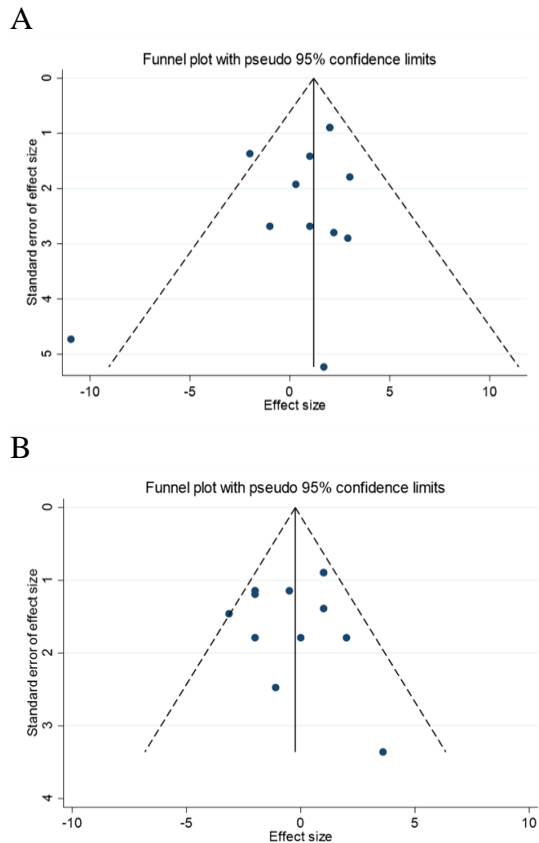 A
Funnel plot with pseudo 95% confidence limits
0
1
2
3
4
5
Standard error of effect size
-10 -5 0 5 10
Effect size
B
Funnel plot with pseudo 95% confidence limits
0
1
2
3
4
Standard error of effect size
-10 -5 0 5 10
Effect size